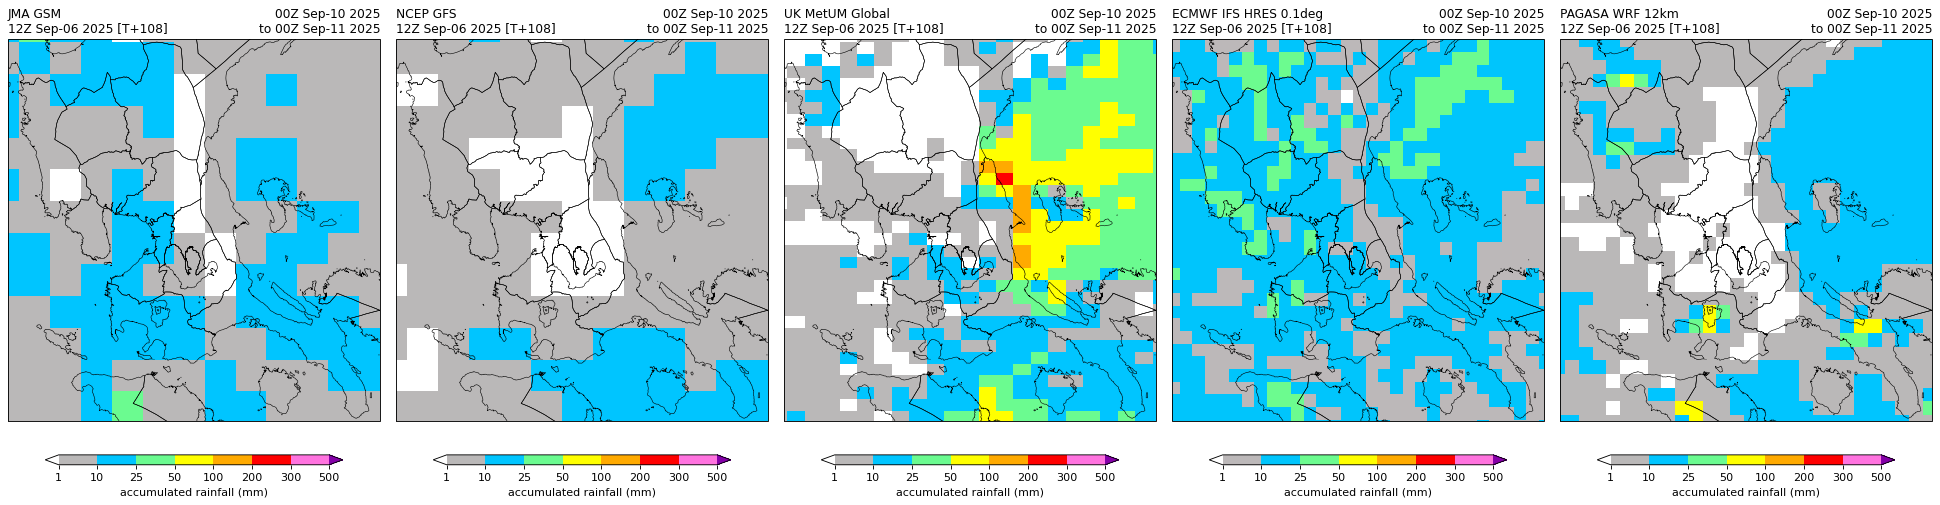 JMA GSM 00Z Sep-10 2025
12Z Sep-06 2025 [T+108] to 00Z Sep-11 2025
1 10 25 50 100 200 300 500
accumulated rainfall (mm)
NCEP GFS 00Z Sep-10 2025
12Z Sep-06 2025 [T+108] to 00Z Sep-11 2025
1 10 25 50 100 200 300 500
accumulated rainfall (mm)
UK MetUM Global 00Z Sep-10 2025
12Z Sep-06 2025 [T+108] to 00Z Sep-11 2025
1 10 25 50 100 200 300 500
accumulated rainfall (mm)
ECMWF IFS HRES 0.1deg 00Z Sep-10 2025
12Z Sep-06 2025 [T+108] to 00Z Sep-11 2025
1 10 25 50 100 200 300 500
accumulated rainfall (mm)
PAGASA WRF 12km 00Z Sep-10 2025
12Z Sep-06 2025 [T+108] to 00Z Sep-11 2025
1 10 25 50 100 200 300 500
accumulated rainfall (mm)